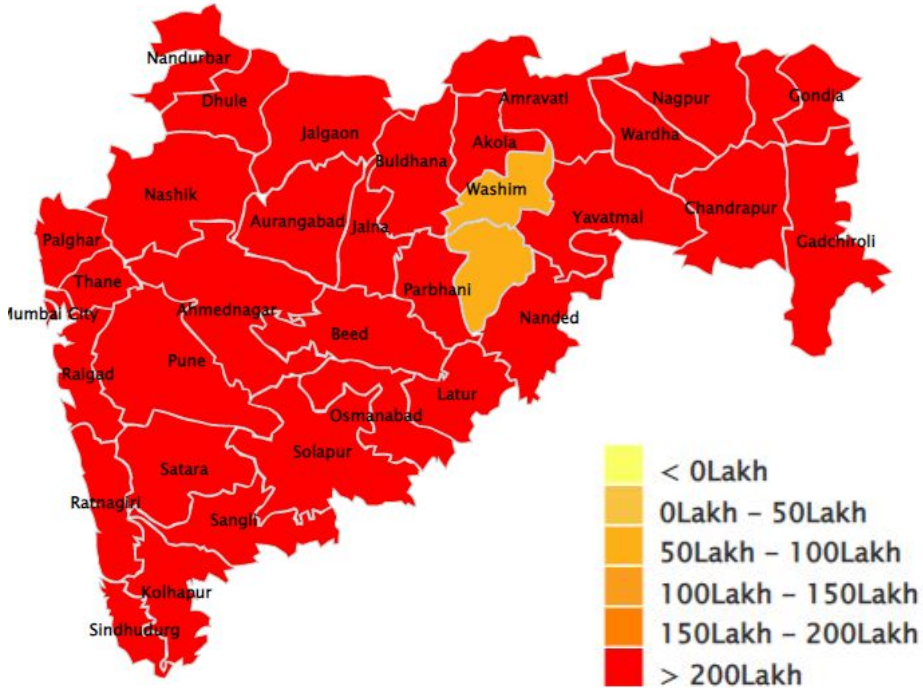 Nandurbar
Dhule
Jalgaon
Buldhana
Akola
Amravati
Nagpur
Wardha
Gondia
Nashik
Aurangabad
Jalna
Washim
Yavatmal
Chandrapur
Gadchiroli
Palghar
Thane
Mumbai City
Ahmednagar
Parbhani
Nanded
Beed
Raigad
Pune
Latur
Osmanabad
Solapur
Satara
Ratnagiri
Sangli
Kolhapur
Sindhudurg
< 0Lakh
0Lakh – 50Lakh
50Lakh – 100Lakh
100Lakh – 150Lakh
150Lakh – 200Lakh
> 200Lakh